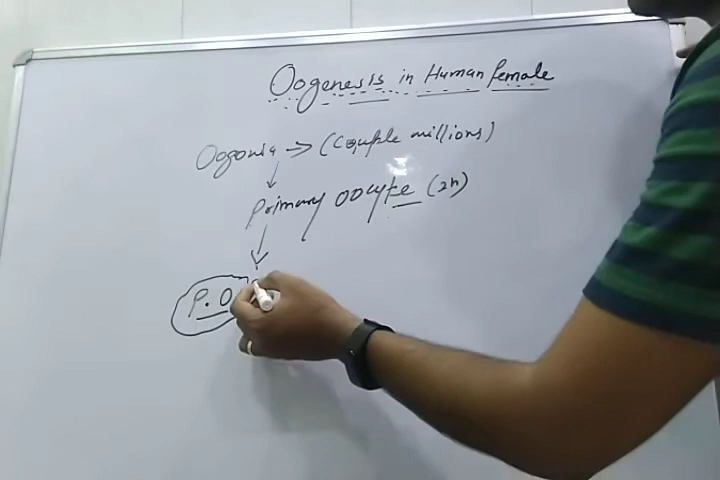 Oogenesis in Human female
Oogonia → (Couple millions)
Primary oocyte (2n)
P.O